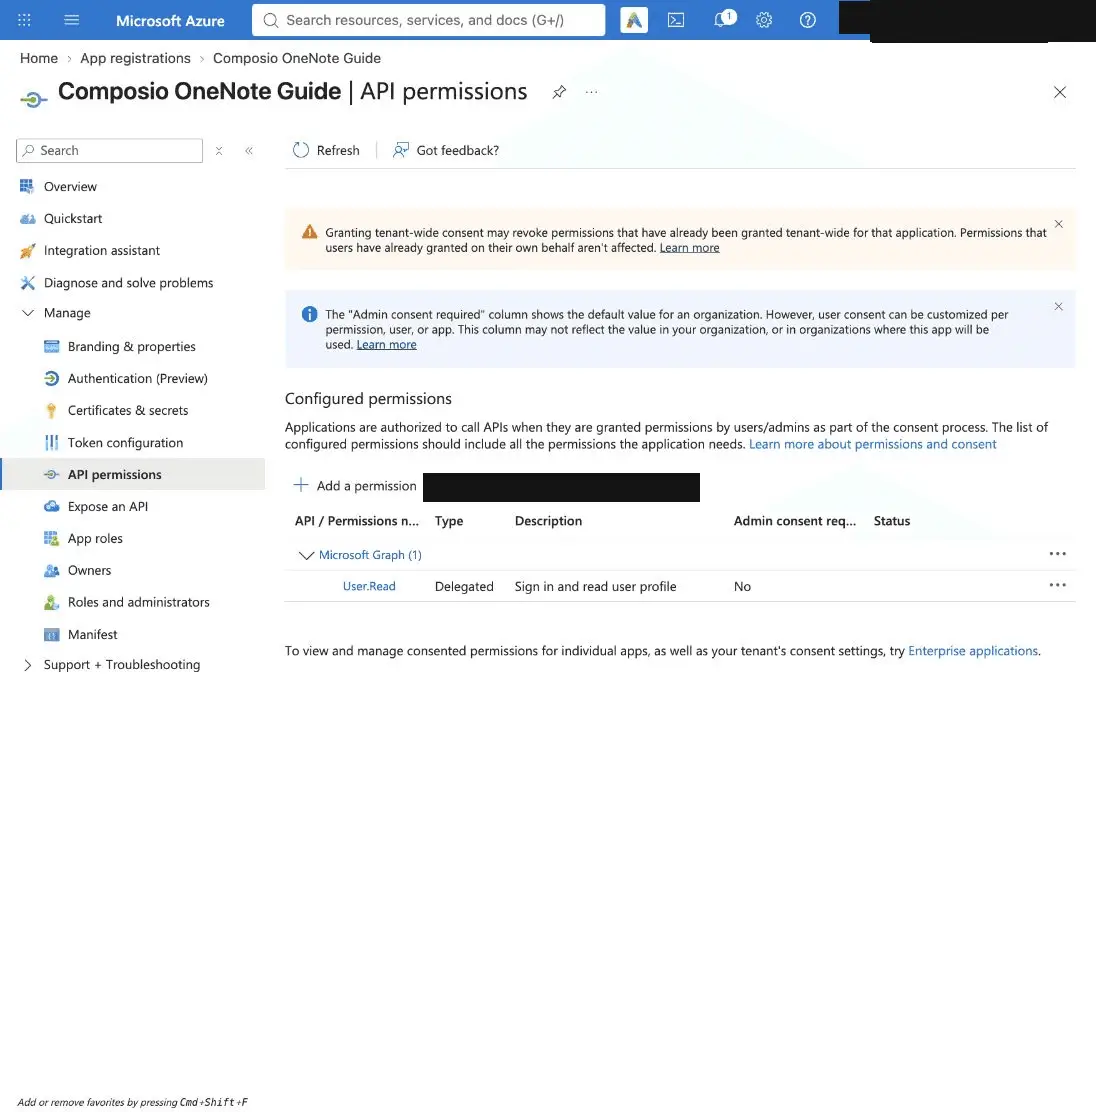 Microsoft Azure
Search resources, services, and docs (G+/)
1
Home > App registrations > Composio OneNote Guide
Composio OneNote Guide | API permissions
Search
Refresh
Got feedback?
Overview
Quickstart
Integration assistant
Diagnose and solve problems
Manage
Branding & properties
Authentication (Preview)
Certificates & secrets
Token configuration
API permissions
Expose an API
App roles
Owners
Roles and administrators
Manifest
Support + Troubleshooting
Granting tenant-wide consent may revoke permissions that have already been granted tenant-wide for that application. Permissions that
users have already granted on their own behalf aren't affected. Learn more
The "Admin consent required" column shows the default value for an organization. However, user consent can be customized per
permission, user, or app. This column may not reflect the value in your organization, or in organizations where this app will be
used. Learn more
Configured permissions
Applications are authorized to call APIs when they are granted permissions by users/admins as part of the consent process. The list of
configured permissions should include all the permissions the application needs. Learn more about permissions and consent
Add a permission
API / Permissions n... Type Description Admin consent req... Status
Microsoft Graph (1)
User.Read Delegated Sign in and read user profile No
To view and manage consented permissions for individual apps, as well as your tenant's consent settings, try Enterprise applications.
Add or remove favorites by pressing Cmd+Shift+F